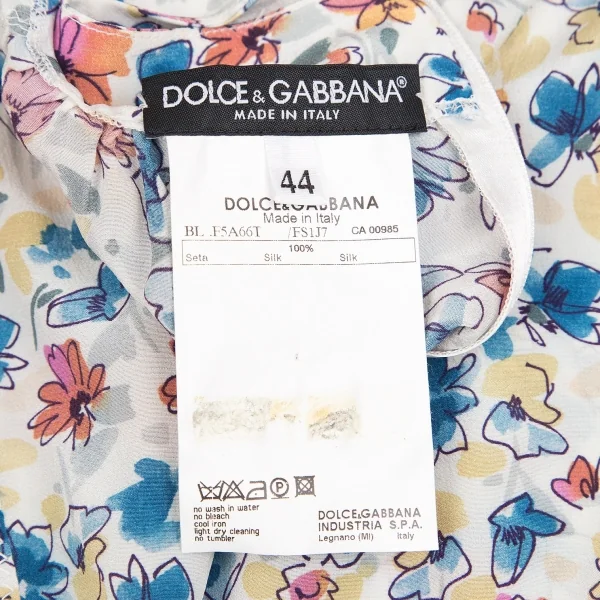 DOLCE & GABBANA®
MADE IN ITALY
44
DOLCE&GABBANA
Made in Italy
BL .F5A66T /FS1J7 CA 00985
100%
Seta Silk Silk
A P
no wash in water
no bleach
cool iron
light dry cleaning
no tumbler
DOLCE&GABBANA
INDUSTRIA S.P.A.
Legnano (MI) Italy